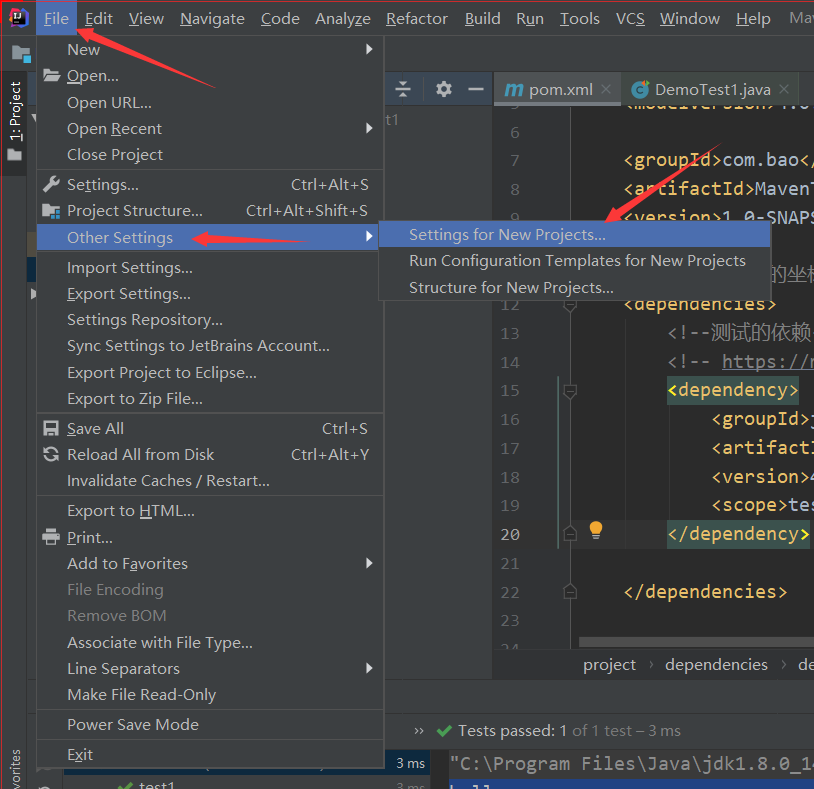 File Edit View Navigate Code Analyze Refactor Build Run Tools VCS Window Help
New
Open...
Open URL...
Open Recent
Close Project
Settings... Ctrl+Alt+S
Project Structure... Ctrl+Alt+Shift+S
Other Settings
Import Settings...
Export Settings...
Settings Repository...
Sync Settings to JetBrains Account...
Export Project to Eclipse...
Export to Zip File...
Save All Ctrl+S
Reload All from Disk Ctrl+Alt+Y
Invalidate Caches / Restart...
Export to HTML...
Print...
Add to Favorites
File Encoding
Remove BOM
Associate with File Type...
Line Separators
Make File Read-Only
Power Save Mode
Exit
Settings for New Projects...
Run Configuration Templates for New Projects
Structure for New Projects...
1: Project
pom.xml DemoTest1.java
6
7 <groupId>com.bao</
8 <artifactId>MavenT
9 <version>1.0-SNAPS
的坐标
12 <dependencies>
13 <!--测试的依赖
14 <!-- https://
15 <dependency>
16 <groupId>
17 <artifactI
18 <version>4
19 <scope>tes
20 </dependency>
21
22 </dependencies>
23
24
project › dependencies › de
›› Tests passed: 1 of 1 test – 3 ms
3 ms
"C:\Program Files\Java\jdk1.8.0_14
test1 3 ms